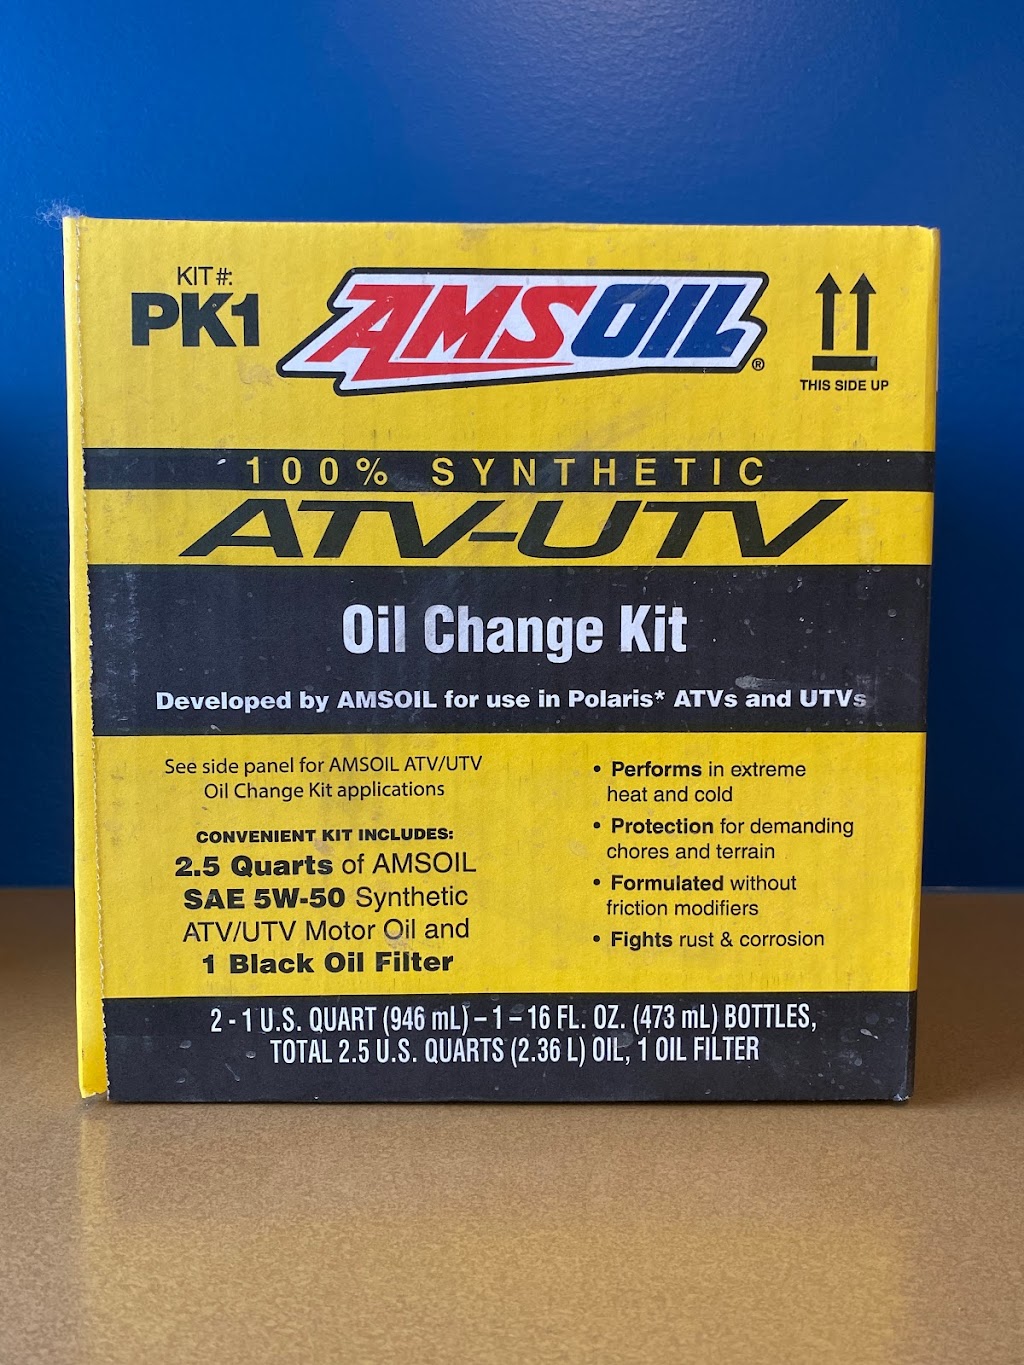 KIT#:
PK1
AMSOIL®
THIS SIDE UP
100% SYNTHETIC
ATV-UTV
Oil Change Kit
Developed by AMSOIL for use in Polaris* ATVs and UTVs
See side panel for AMSOIL ATV/UTV
Oil Change Kit applications
CONVENIENT KIT INCLUDES:
2.5 Quarts of AMSOIL
SAE 5W-50 Synthetic
ATV/UTV Motor Oil and
1 Black Oil Filter
• Performs in extreme
heat and cold
• Protection for demanding
chores and terrain
• Formulated without
friction modifiers
• Fights rust & corrosion
2 - 1 U.S. QUART (946 mL) – 1 – 16 FL. OZ. (473 mL) BOTTLES,
TOTAL 2.5 U.S. QUARTS (2.36 L) OIL, 1 OIL FILTER